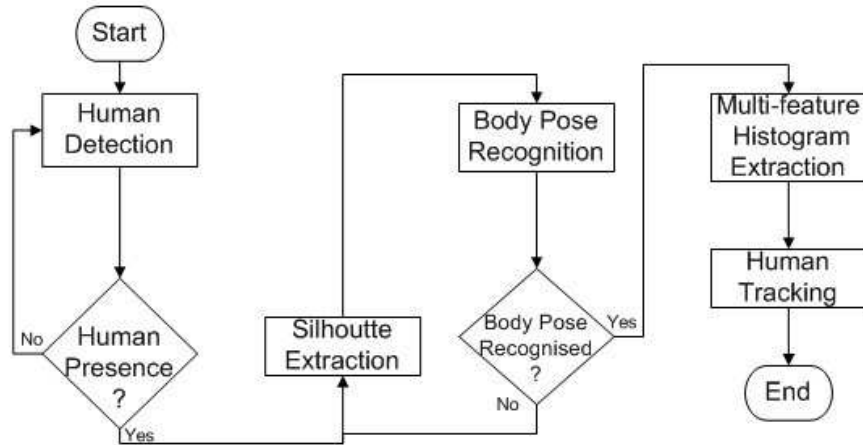 Start
Human
Detection
Human
Presence
?
No
Yes
Silhoutte
Extraction
Body Pose
Recognition
Body Pose
Recognised
?
No
Yes
Multi-feature
Histogram
Extraction
Human
Tracking
End